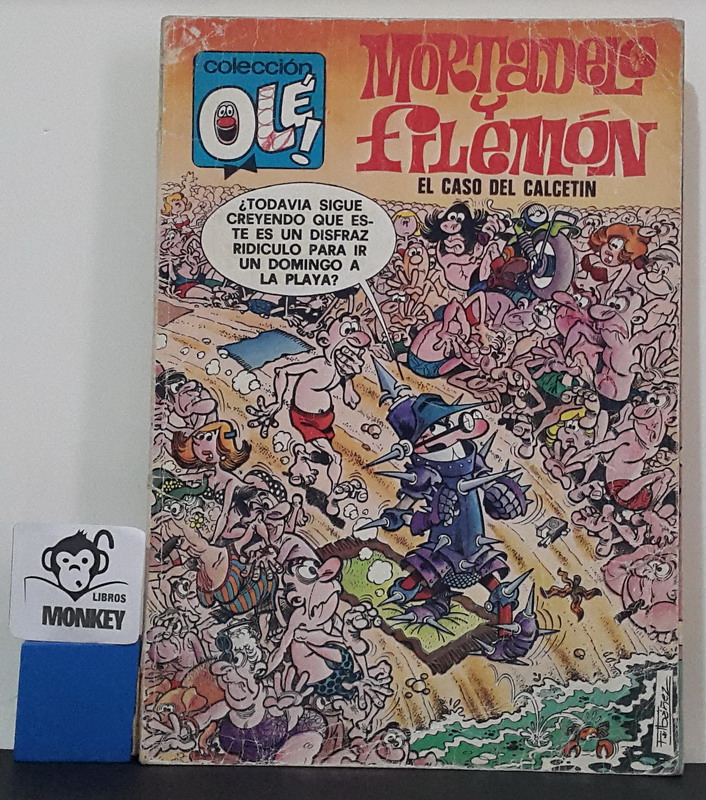 colección
OLÉ!
MORTADELO
Y
FILEMÓN
EL CASO DEL CALCETIN
¿TODAVIA SIGUE
CREYENDO QUE ES-
TE ES UN DISFRAZ
RIDICULO PARA IR
UN DOMINGO A
LA PLAYA?
LIBROS
MONKEY
F. Ibáñez